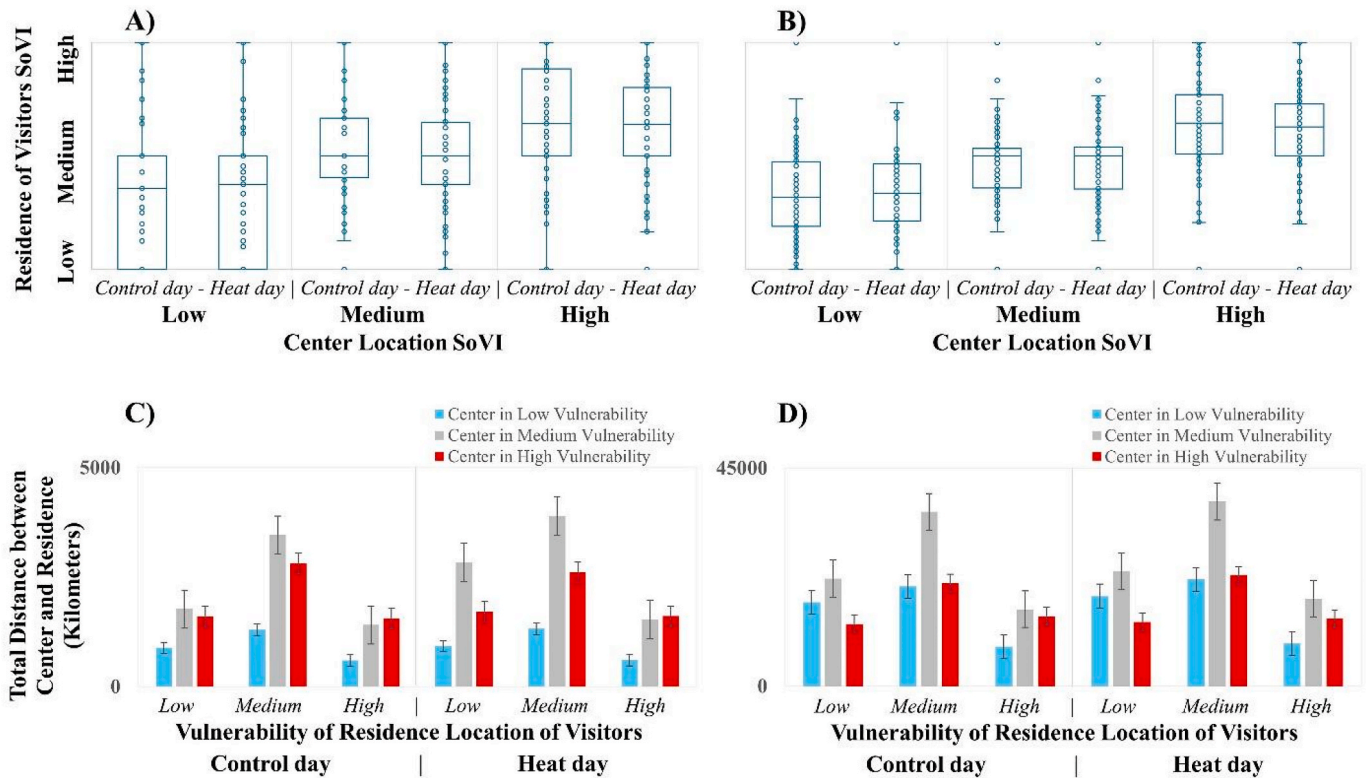 A)
B)
Residence of Visitors SoVI
High
Medium
Low
Control day - Heat day | Control day - Heat day | Control day - Heat day
Low Medium High
Center Location SoVI
Control day - Heat day | Control day - Heat day | Control day - Heat day
Low Medium High
Center Location SoVI
C)
Center in Low Vulnerability
Center in Medium Vulnerability
Center in High Vulnerability
Total Distance between
Center and Residence
(Kilometers)
5000
0
Low Medium High | Low Medium High
Vulnerability of Residence Location of Visitors
Control day | Heat day
D)
Center in Low Vulnerability
Center in Medium Vulnerability
Center in High Vulnerability
45000
0
Low Medium High | Low Medium High
Vulnerability of Residence Location of Visitors
Control day | Heat day